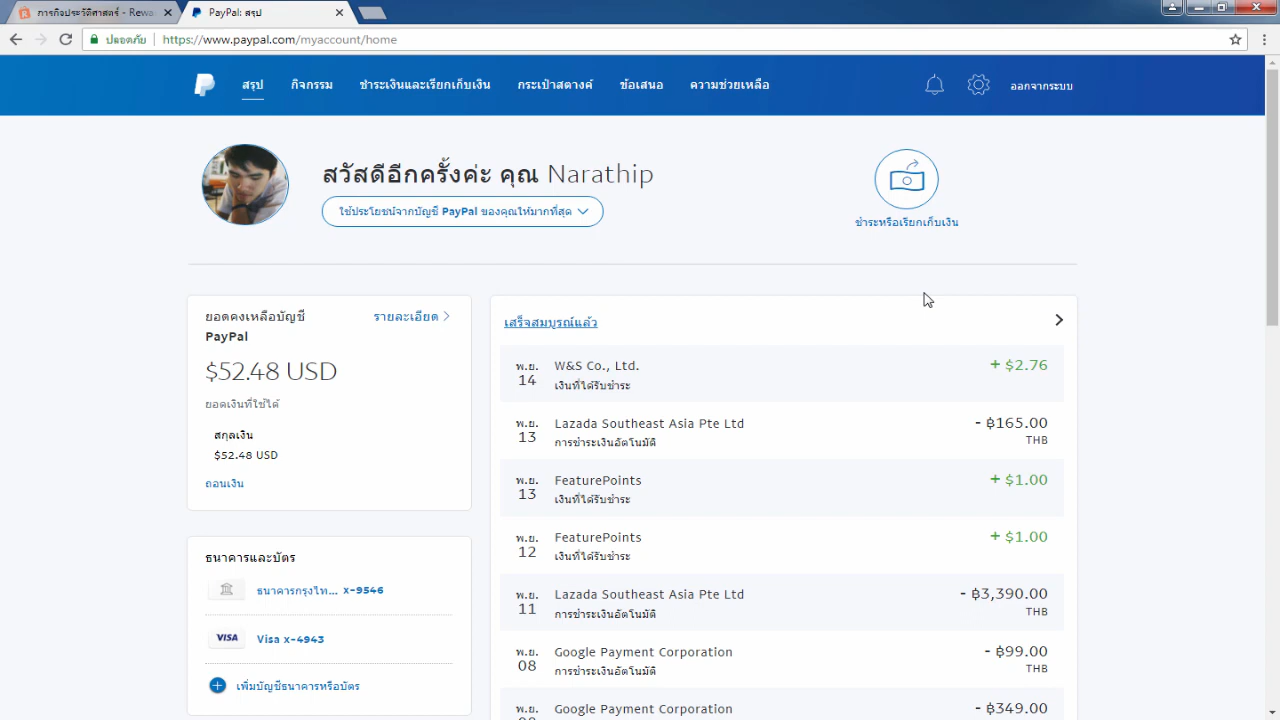 ภารกิจประวัติศาสตร์ - Rewa
PayPal: สรุป
ปลอดภัย
https://www.paypal.com/myaccount/home
สรุป
กิจกรรม
ชำระเงินและเรียกเก็บเงิน
กระเป๋าสตางค์
ข้อเสนอ
ความช่วยเหลือ
ออกจากระบบ
สวัสดีอีกครั้งค่ะ คุณ Narathip
ใช้ประโยชน์จากบัญชี PayPal ของคุณให้มากที่สุด
ชำระหรือเรียกเก็บเงิน
ยอดคงเหลือบัญชี
PayPal
รายละเอียด
$52.48 USD
ยอดเงินที่ใช้ได้
สกุลเงิน
$52.48 USD
ถอนเงิน
ธนาคารและบัตร
ธนาคารกรุงไทเ... x-9546
VISA
Visa x-4943
เพิ่มบัญชีธนาคารหรือบัตร
เสร็จสมบูรณ์แล้ว
พ.ย.
14
W&S Co., Ltd.
เงินที่ได้รับชำระ
+ $2.76
พ.ย.
13
Lazada Southeast Asia Pte Ltd
การชำระเงินอัตโนมัติ
- ฿165.00
THB
พ.ย.
13
FeaturePoints
เงินที่ได้รับชำระ
+ $1.00
พ.ย.
12
FeaturePoints
เงินที่ได้รับชำระ
+ $1.00
พ.ย.
11
Lazada Southeast Asia Pte Ltd
การชำระเงินอัตโนมัติ
- ฿3,390.00
THB
พ.ย.
08
Google Payment Corporation
การชำระเงินอัตโนมัติ
- ฿99.00
THB
พ.ย.
Google Payment Corporation
- ฿349.00